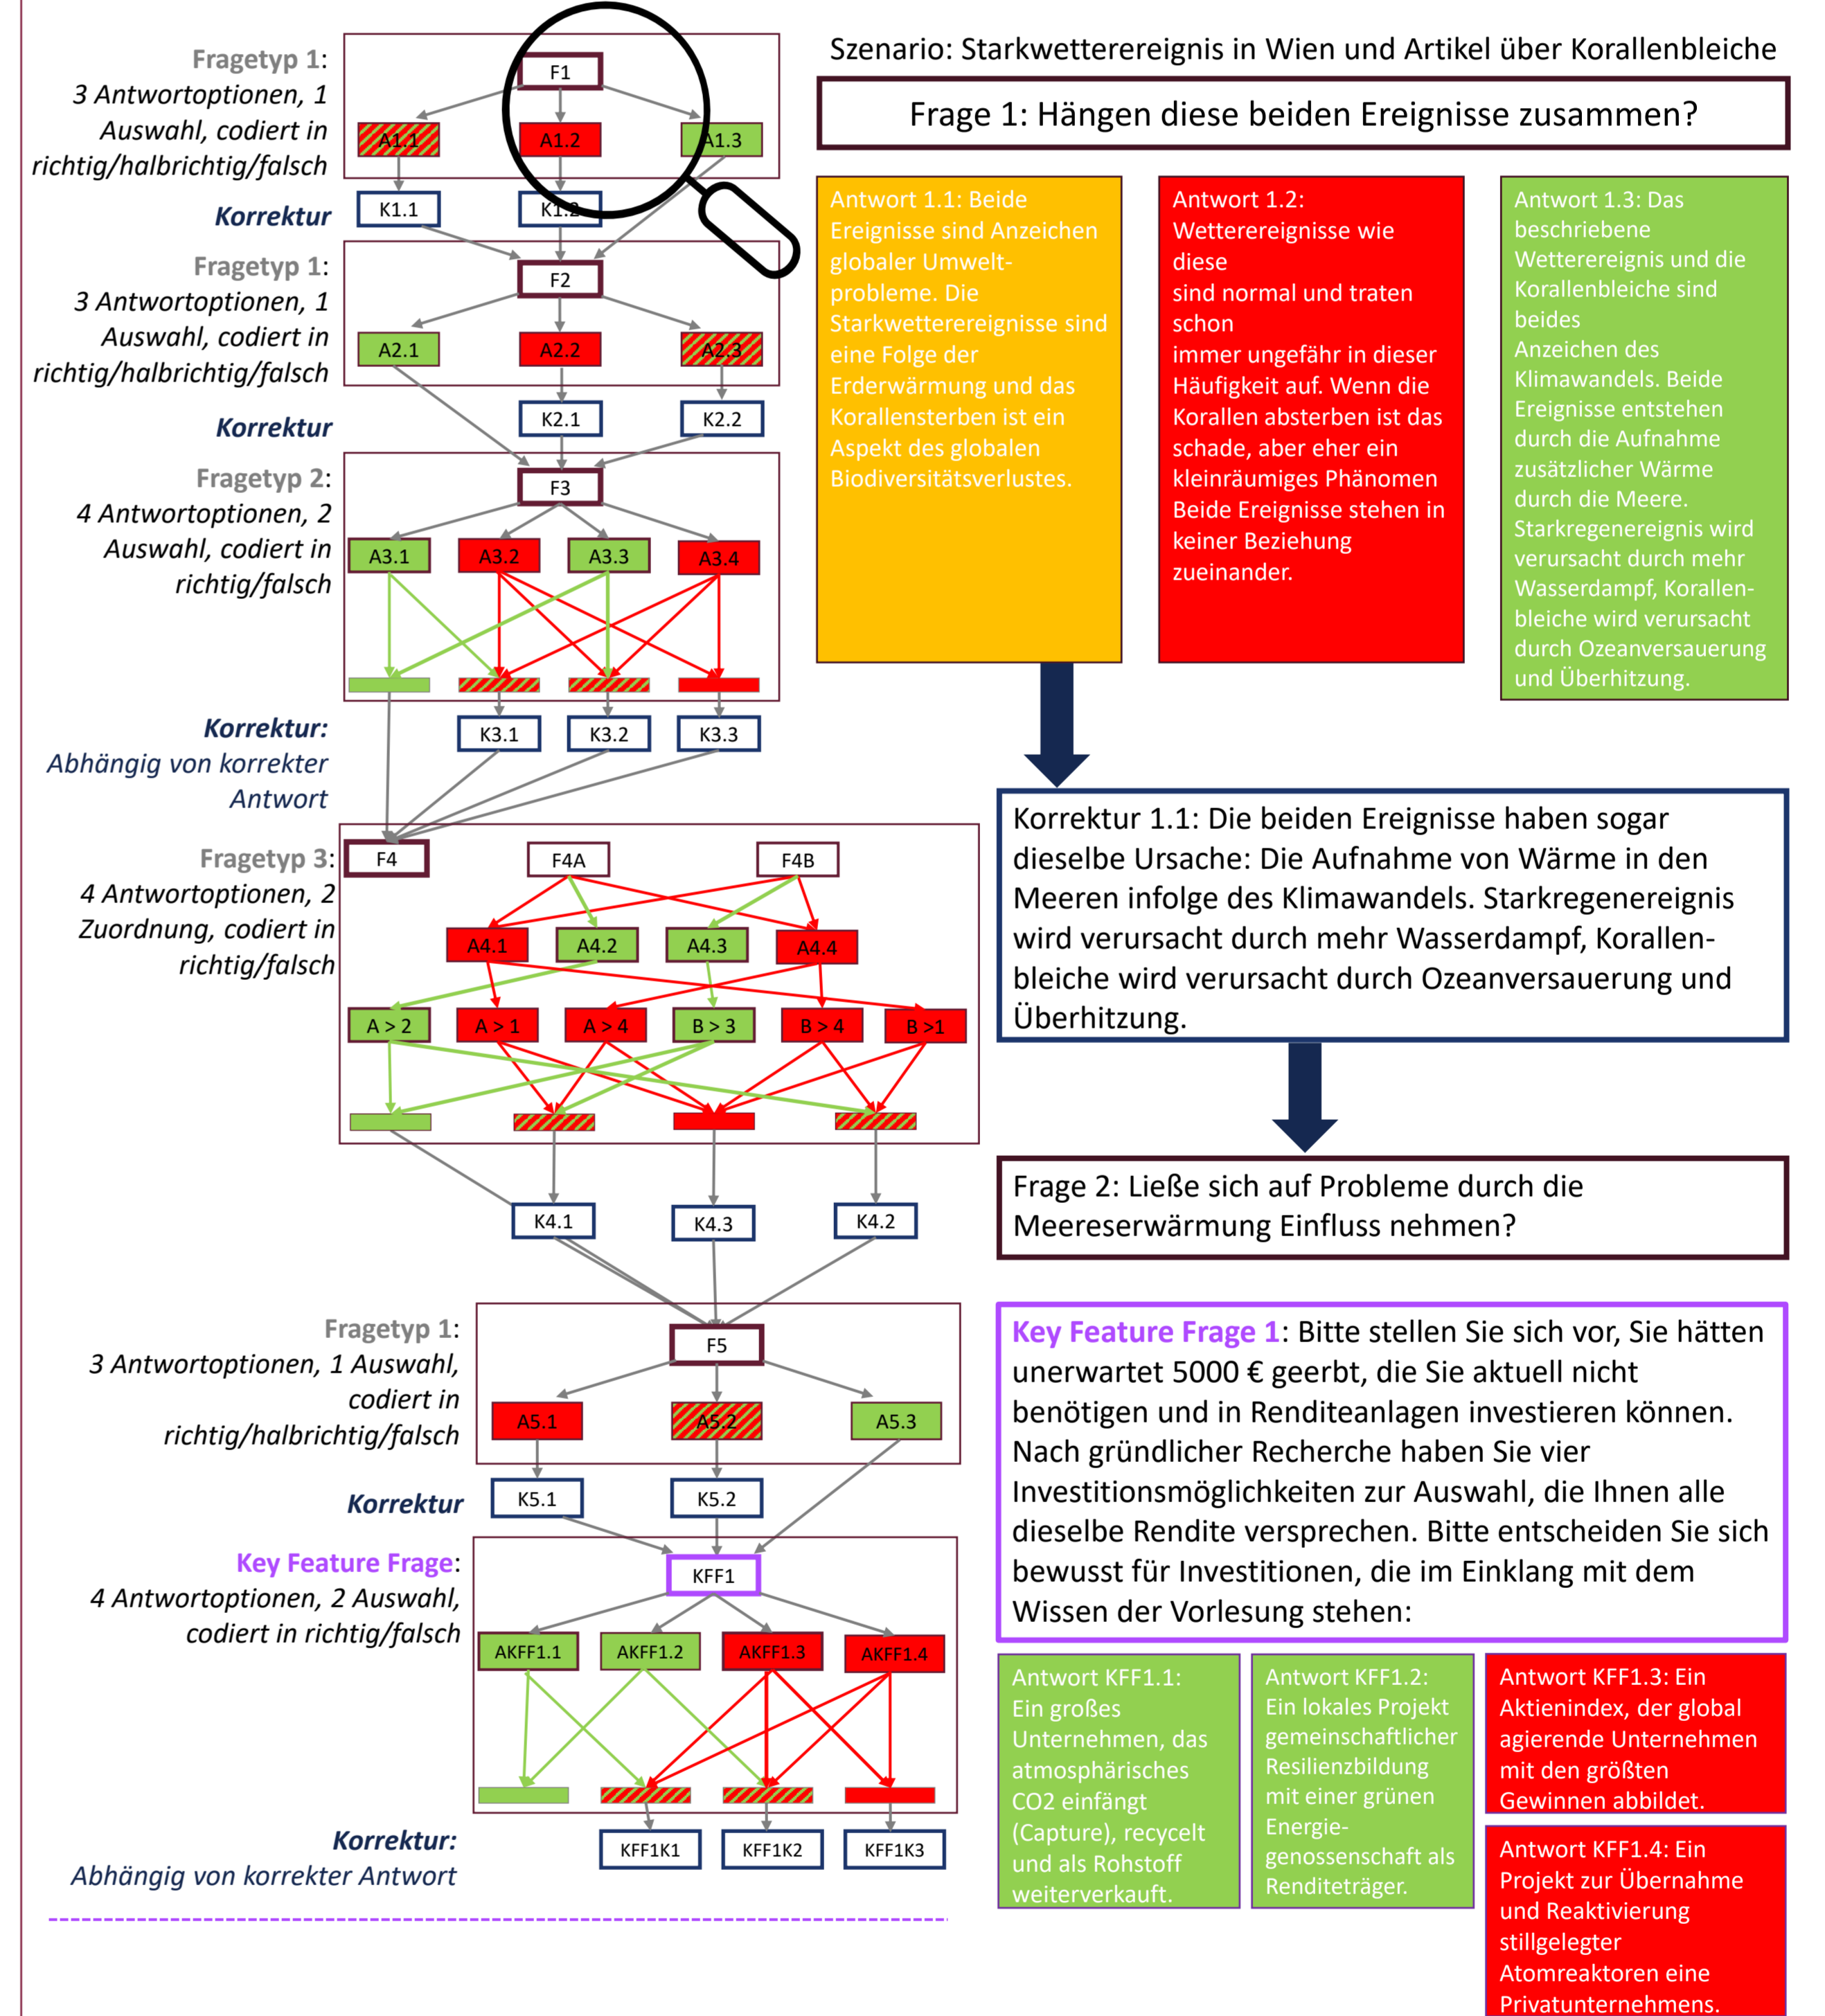 Fragetyp 1:
3 Antwortoptionen, 1
Auswahl, codiert in
richtig/halbrichtig/falsch
F1
A1.1
A1.2
A1.3
Korrektur
K1.1
K1.2
Fragetyp 1:
3 Antwortoptionen, 1
Auswahl, codiert in
richtig/halbrichtig/falsch
F2
A2.1
A2.2
A2.3
Korrektur
K2.1
K2.2
Fragetyp 2:
4 Antwortoptionen, 2
Auswahl, codiert in
richtig/falsch
F3
A3.1
A3.2
A3.3
A3.4
Korrektur:
Abhängig von korrekter
Antwort
K3.1
K3.2
K3.3
Fragetyp 3:
4 Antwortoptionen, 2
Zuordnung, codiert in
richtig/falsch
F4
F4A
F4B
A4.1
A4.2
A4.3
A4.4
A > 2
A > 1
A > 4
B > 3
B > 4
B >1
K4.1
K4.3
K4.2
Fragetyp 1:
3 Antwortoptionen, 1 Auswahl,
codiert in
richtig/halbrichtig/falsch
F5
A5.1
A5.2
A5.3
Korrektur
K5.1
K5.2
Key Feature Frage:
4 Antwortoptionen, 2 Auswahl,
codiert in richtig/falsch
KFF1
AKFF1.1
AKFF1.2
AKFF1.3
AKFF1.4
Korrektur:
Abhängig von korrekter Antwort
KFF1K1
KFF1K2
KFF1K3
Szenario: Starkwetterereignis in Wien und Artikel über Korallenbleiche
Frage 1: Hängen diese beiden Ereignisse zusammen?
Antwort 1.1: Beide
Ereignisse sind Anzeichen
globaler Umwelt-
probleme. Die
Starkwetterereignisse sind
eine Folge der
Erderwärmung und das
Korallensterben ist ein
Aspekt des globalen
Biodiversitätsverlustes.
Antwort 1.2:
Wetterereignisse wie
diese
sind normal und traten
schon
immer ungefähr in dieser
Häufigkeit auf. Wenn die
Korallen absterben ist das
schade, aber eher ein
kleinräumiges Phänomen
Beide Ereignisse stehen in
keiner Beziehung
zueinander.
Antwort 1.3: Das
beschriebene
Wetterereignis und die
Korallenbleiche sind
beides
Anzeichen des
Klimawandels. Beide
Ereignisse entstehen
durch die Aufnahme
zusätzlicher Wärme
durch die Meere.
Starkregenereignis wird
verursacht durch mehr
Wasserdampf, Korallen-
bleiche wird verursacht
durch Ozeanversauerung
und Überhitzung.
Korrektur 1.1: Die beiden Ereignisse haben sogar
dieselbe Ursache: Die Aufnahme von Wärme in den
Meeren infolge des Klimawandels. Starkregenereignis
wird verursacht durch mehr Wasserdampf, Korallen-
bleiche wird verursacht durch Ozeanversauerung und
Überhitzung.
Frage 2: Ließe sich auf Probleme durch die
Meereserwärmung Einfluss nehmen?
Key Feature Frage 1: Bitte stellen Sie sich vor, Sie hätten
unerwartet 5000 € geerbt, die Sie aktuell nicht
benötigen und in Renditeanlagen investieren können.
Nach gründlicher Recherche haben Sie vier
Investitionsmöglichkeiten zur Auswahl, die Ihnen alle
dieselbe Rendite versprechen. Bitte entscheiden Sie sich
bewusst für Investitionen, die im Einklang mit dem
Wissen der Vorlesung stehen:
Antwort KFF1.1:
Ein großes
Unternehmen, das
atmosphärisches
CO2 einfängt
(Capture), recycelt
und als Rohstoff
weiterverkauft.
Antwort KFF1.2:
Ein lokales Projekt
gemeinschaftlicher
Resilienzbildung
mit einer grünen
Energie-
genossenschaft als
Renditeträger.
Antwort KFF1.3: Ein
Aktienindex, der global
agierende Unternehmen
mit den größten
Gewinnen abbildet.
Antwort KFF1.4: Ein
Projekt zur Übernahme
und Reaktivierung
stillgelegter
Atomreaktoren eine
Privatunternehmens.